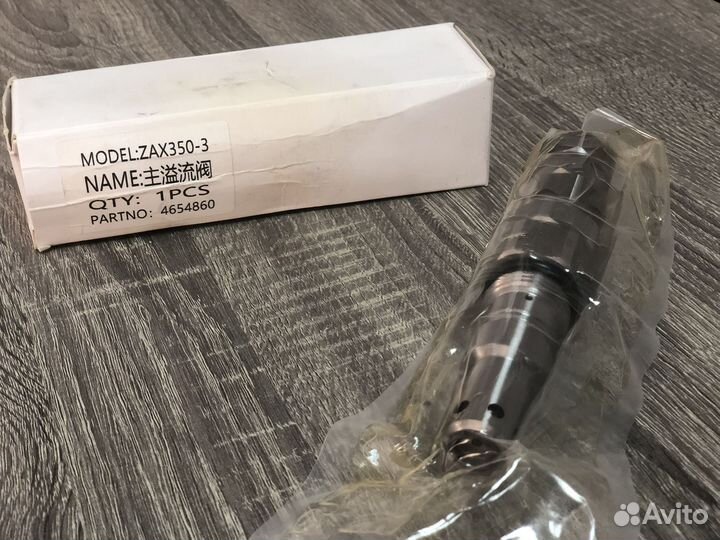 MODEL:ZAX350-3
NAME:主溢流阀
QTY: 1PCS
PARTNO: 4654860
Avito